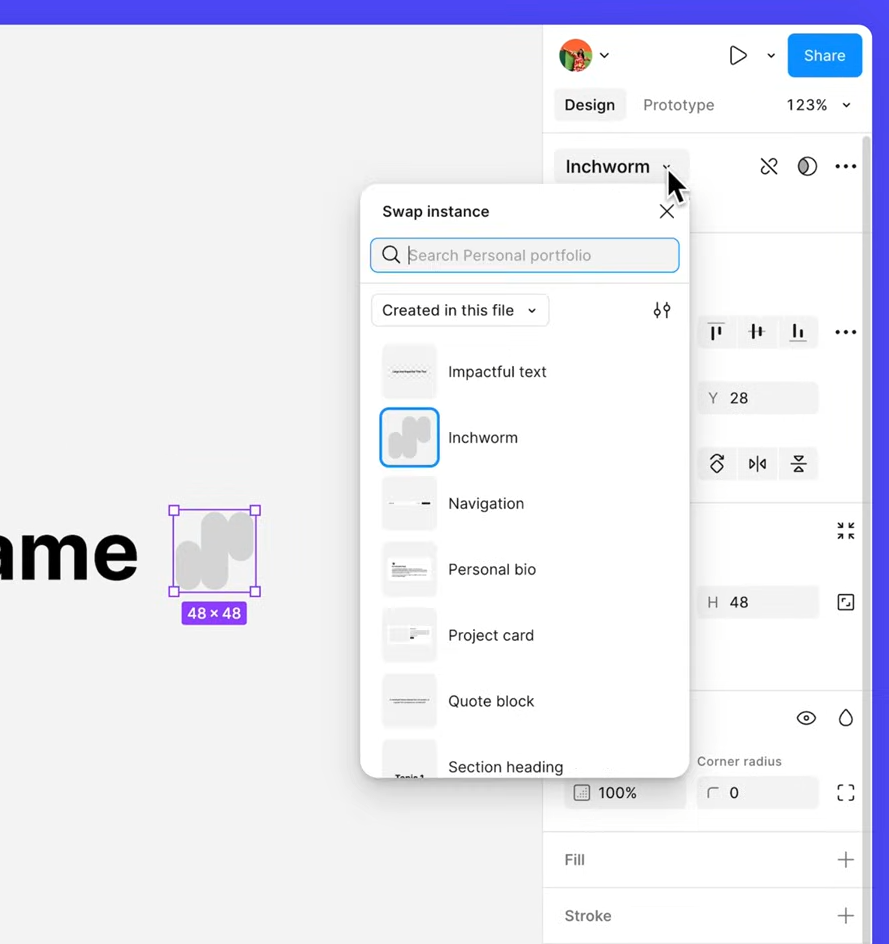 Share
Design
Prototype
123%
Inchworm
Swap instance
Search Personal portfolio
Created in this file
Impactful text
Inchworm
Navigation
Personal bio
Project card
Quote block
Section heading
Y 28
H 48
ame
48 × 48
Corner radius
100%
0
Fill
Stroke